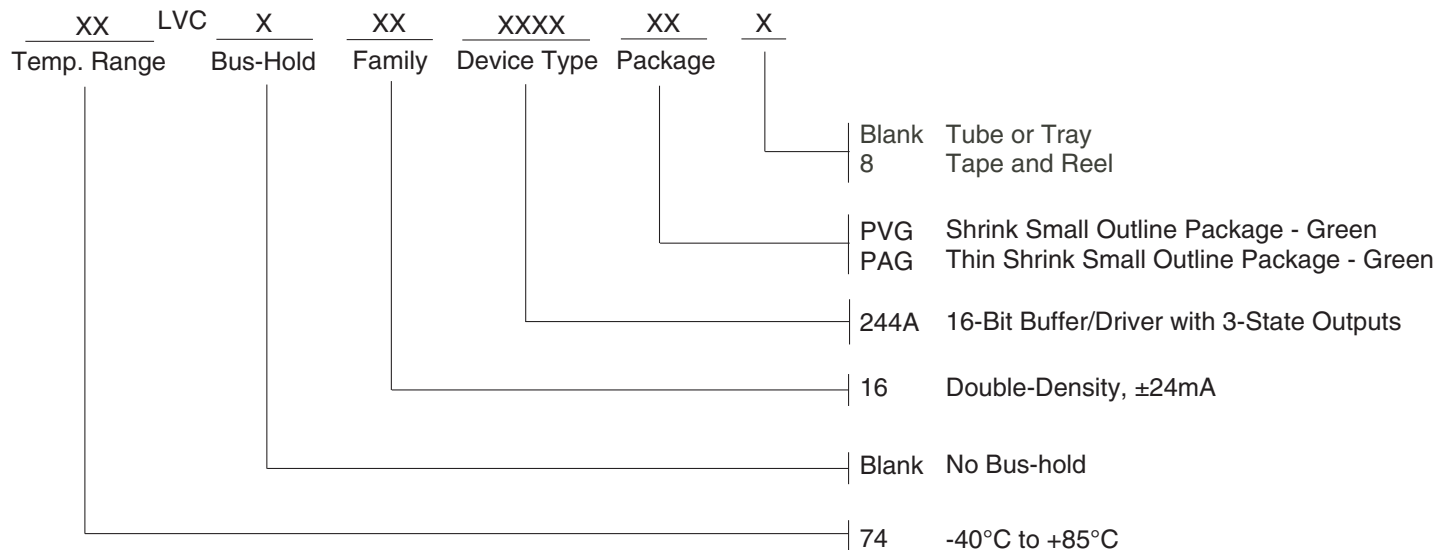 XX LVC X XX XXXX XX X
Temp. Range Bus-Hold Family Device Type Package
Blank Tube or Tray
8 Tape and Reel
PVG Shrink Small Outline Package - Green
PAG Thin Shrink Small Outline Package - Green
244A 16-Bit Buffer/Driver with 3-State Outputs
16 Double-Density, ±24mA
Blank No Bus-hold
74 -40°C to +85°C